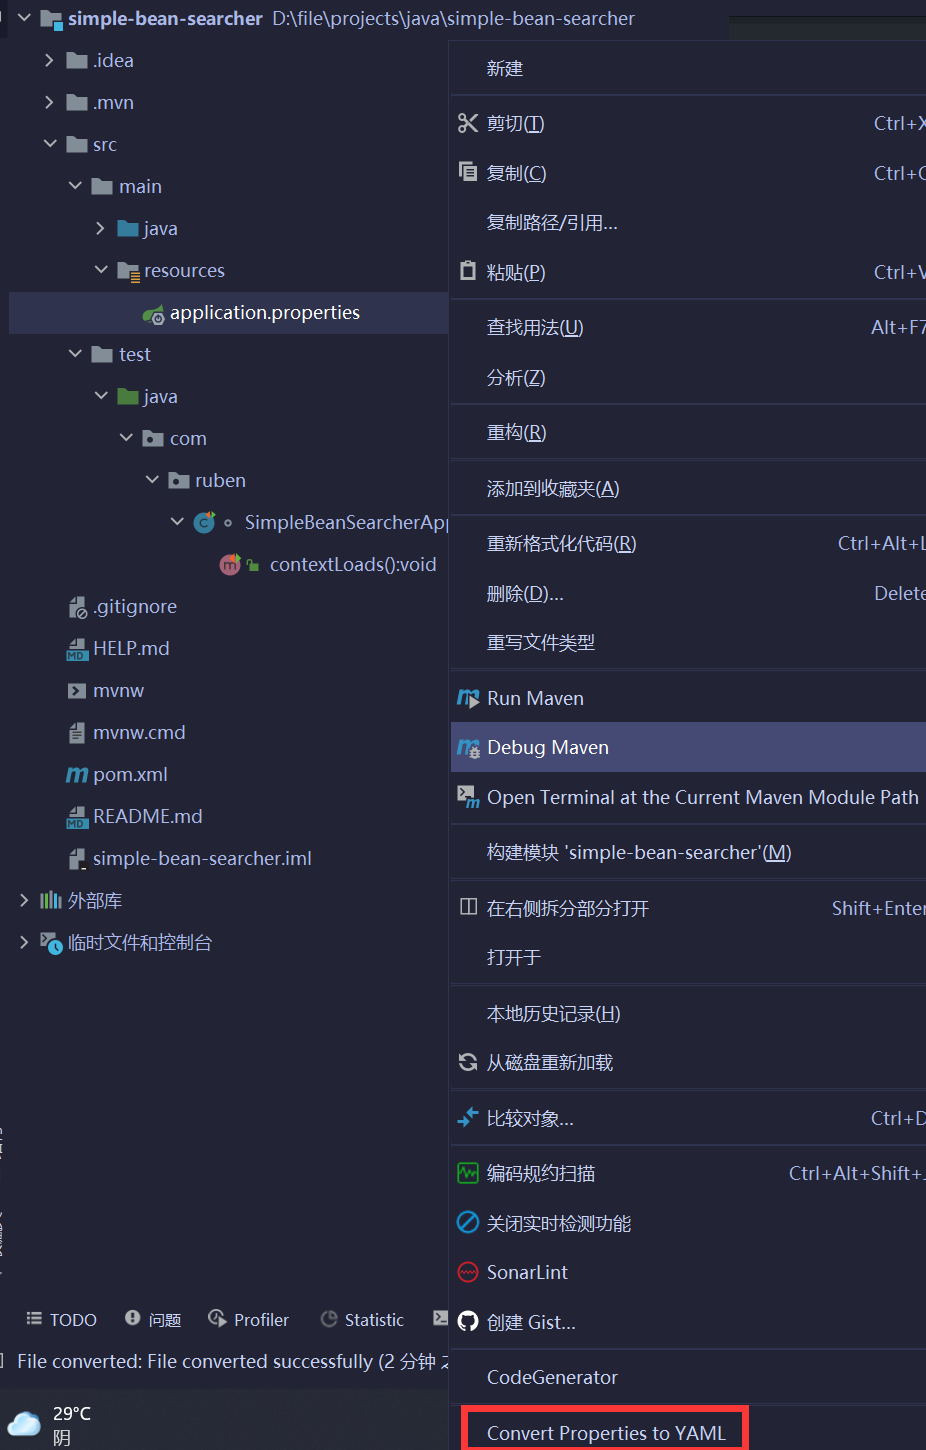 simple-bean-searcher D:\file\projects\java\simple-bean-searcher
.idea
.mvn
src
main
java
resources
application.properties
test
java
com
ruben
SimpleBeanSearcherApp
contextLoads():void
.gitignore
HELP.md
mvnw
mvnw.cmd
pom.xml
README.md
simple-bean-searcher.iml
外部库
临时文件和控制台
新建
剪切(T) Ctrl+X
复制(C) Ctrl+C
复制路径/引用...
粘贴(P) Ctrl+V
查找用法(U) Alt+F7
分析(Z)
重构(R)
添加到收藏夹(A)
重新格式化代码(R) Ctrl+Alt+L
删除(D)... Delete
重写文件类型
Run Maven
Debug Maven
Open Terminal at the Current Maven Module Path
构建模块 'simple-bean-searcher'(M)
在右侧拆分部分打开 Shift+Enter
打开于
本地历史记录(H)
从磁盘重新加载
比较对象... Ctrl+D
编码规约扫描 Ctrl+Alt+Shift+J
关闭实时检测功能
SonarLint
创建 Gist...
CodeGenerator
Convert Properties to YAML
TODO 问题 Profiler Statistic
File converted: File converted successfully (2 分钟 之
29°C
阴